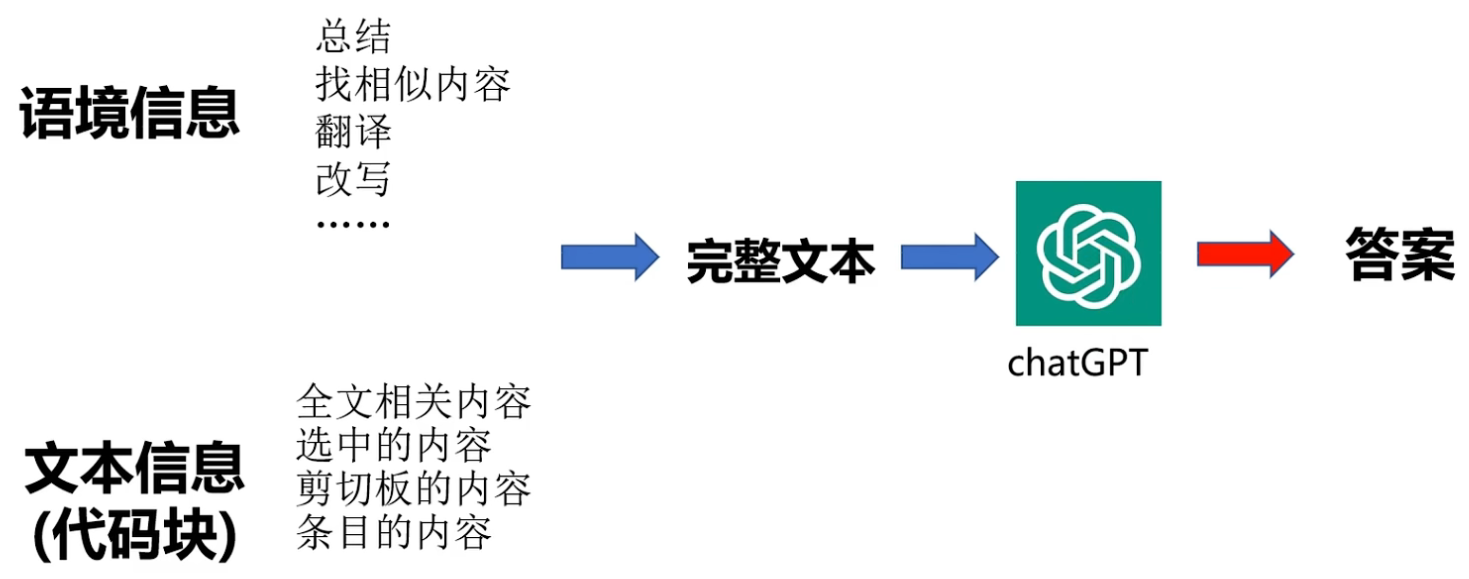 语境信息
总结
找相似内容
翻译
改写
……
文本信息
(代码块)
全文相关内容
选中的内容
剪切板的内容
条目的内容
完整文本
chatGPT
答案